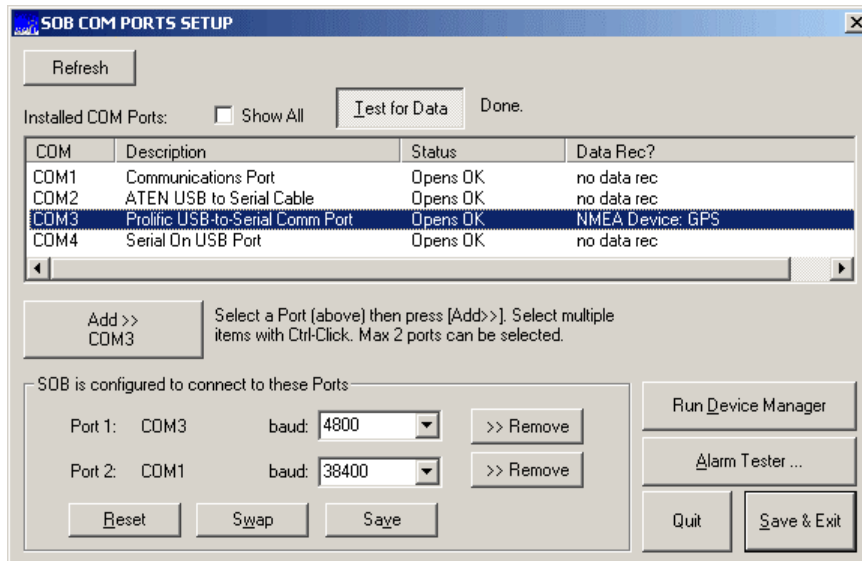 SOB COM PORTS SETUP
Refresh
Installed COM Ports: Show All Test for Data Done.
COM Description Status Data Rec?
COM1 Communications Port Opens OK no data rec
COM2 ATEN USB to Serial Cable Opens OK no data rec
COM3 Prolific USB-to-Serial Comm Port Opens OK NMEA Device: GPS
COM4 Serial On USB Port Opens OK no data rec
Add >>
COM3
Select a Port (above) then press [Add>>]. Select multiple
items with Ctrl-Click. Max 2 ports can be selected.
SOB is configured to connect to these Ports
Port 1: COM3 baud: 4800 >> Remove
Port 2: COM1 baud: 38400 >> Remove
Reset Swap Save
Run Device Manager
Alarm Tester ...
Quit Save & Exit